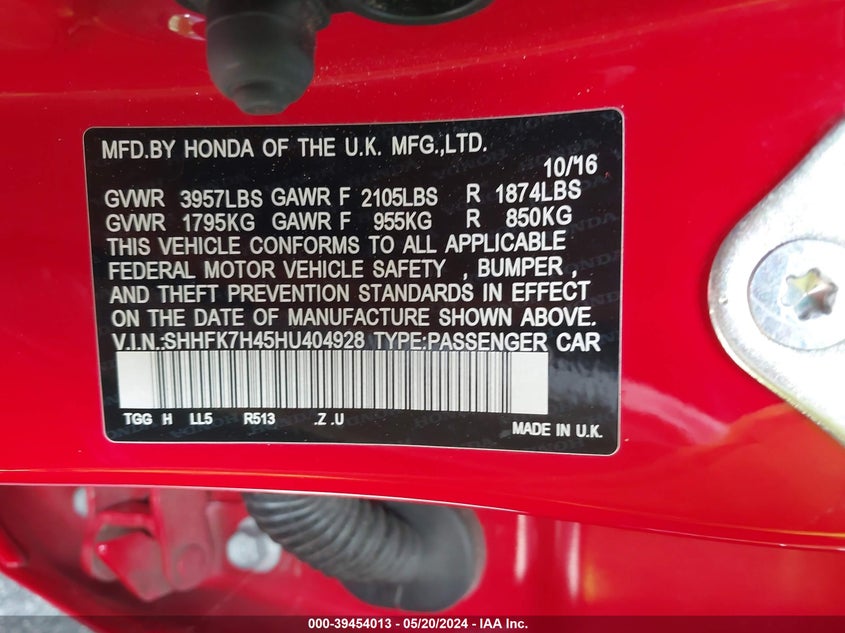 MFD.BY HONDA OF THE U.K. MFG.,LTD.
10/16
GVWR 3957LBS GAWR F 2105LBS R 1874LBS
GVWR 1795KG GAWR F 955KG R 850KG
THIS VEHICLE CONFORMS TO ALL APPLICABLE
FEDERAL MOTOR VEHICLE SAFETY , BUMPER ,
AND THEFT PREVENTION STANDARDS IN EFFECT
ON THE DATE OF MANUFACTURE SHOWN ABOVE.
V.I.N.:SHHFK7H45HU404928 TYPE:PASSENGER CAR
TGG H LL5 R513 .Z .U
MADE IN U.K.
000-39454013 - 05/20/2024 - IAA Inc.